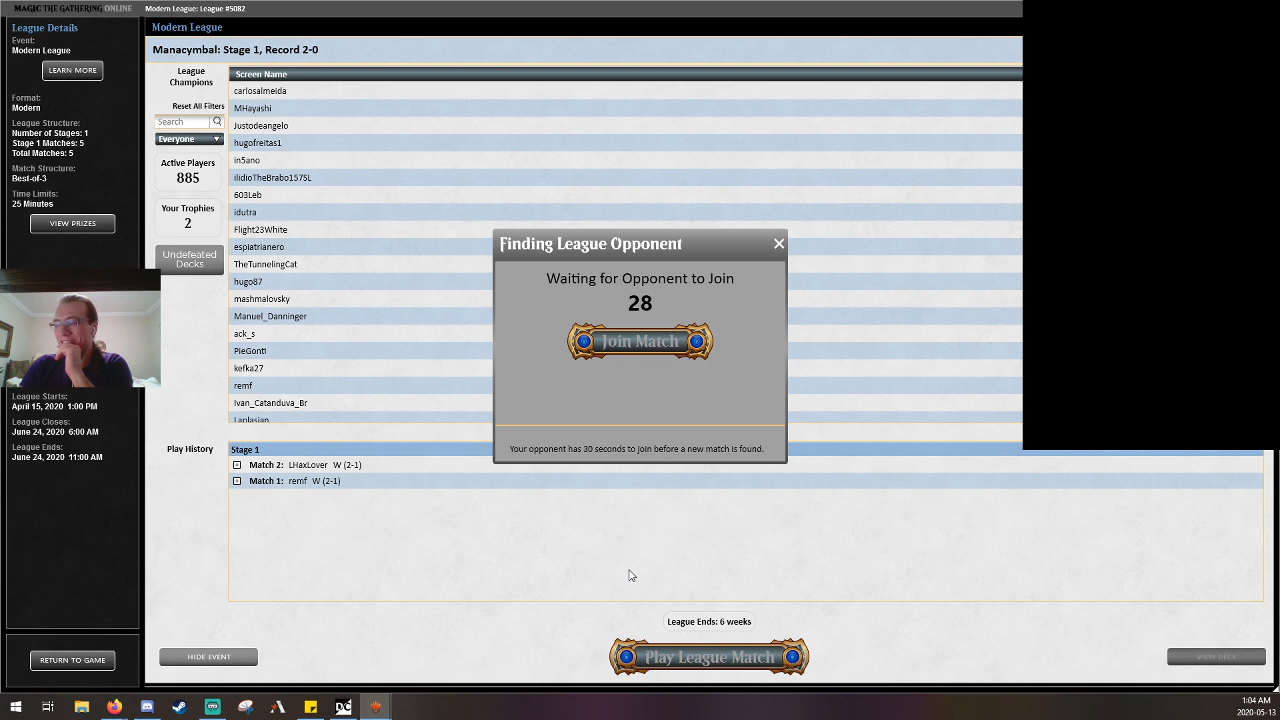 MAGIC THE GATHERING ONLINE
Modern League: League #5082
League Details
Event:
Modern League
LEARN MORE
Format:
Modern
League Structure:
Number of Stages: 1
Stage 1 Matches: 5
Total Matches: 5
Match Structure:
Best-of-3
Time Limits:
25 Minutes
VIEW PRIZES
League Starts:
April 15, 2020 1:00 PM
League Closes:
June 24, 2020 6:00 AM
League Ends:
June 24, 2020 11:00 AM
RETURN TO GAME
Modern League
Manacymbal: Stage 1, Record 2-0
League
Champions
Reset All Filters
Search
Everyone
Active Players
885
Your Trophies
2
Undefeated
Decks
Screen Name
carlosalmeida
MHayashi
Justodeangelo
hugofreitas1
in5ano
ilidioTheBrabo157SL
603Leb
idutra
Flight23White
espiatrianero
TheTunnelingCat
hugo87
mashmalovsky
Manuel_Danninger
ack_s
PieGonti
kefka27
remf
Ivan_Catanduva_Br
Laplasian
Finding League Opponent
Waiting for Opponent to Join
28
Join Match
Your opponent has 30 seconds to join before a new match is found.
Play History
Stage 1
Match 2: LHaxLover W (2-1)
Match 1: remf W (2-1)
League Ends: 6 weeks
HIDE EVENT
Play League Match
VIEW DECK
DC
1:04 AM
2020-05-13